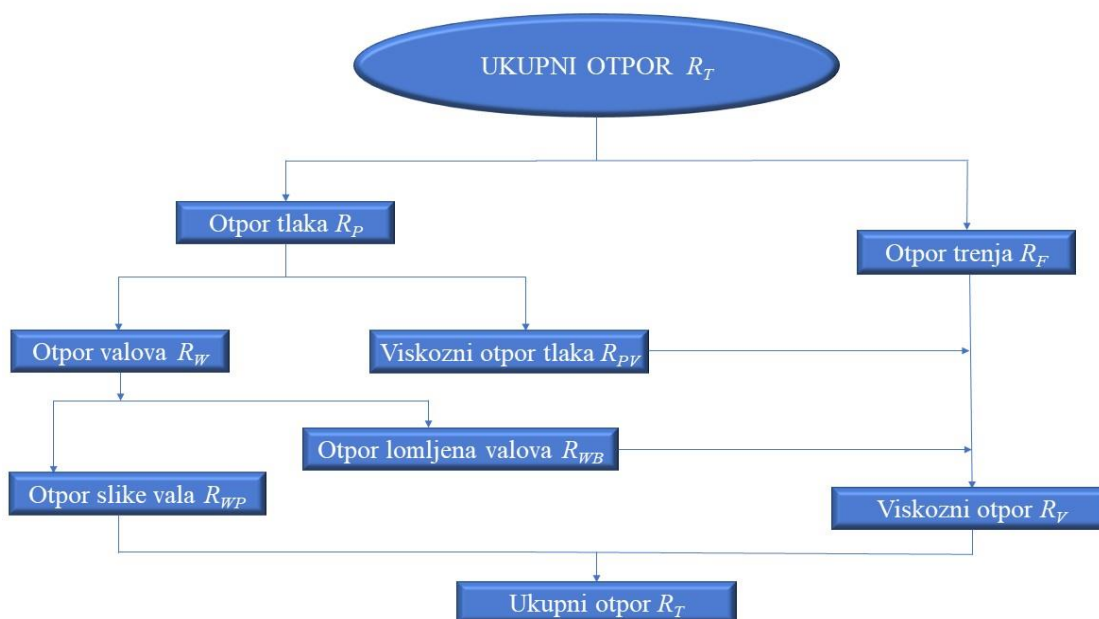 UKUPNI OTPOR R_T
Otpor tlaka R_P
Otpor trenja R_F
Otpor valova R_W
Viskozni otpor tlaka R_PV
Otpor lomljena valova R_WB
Otpor slike vala R_WP
Viskozni otpor R_V
Ukupni otpor R_T